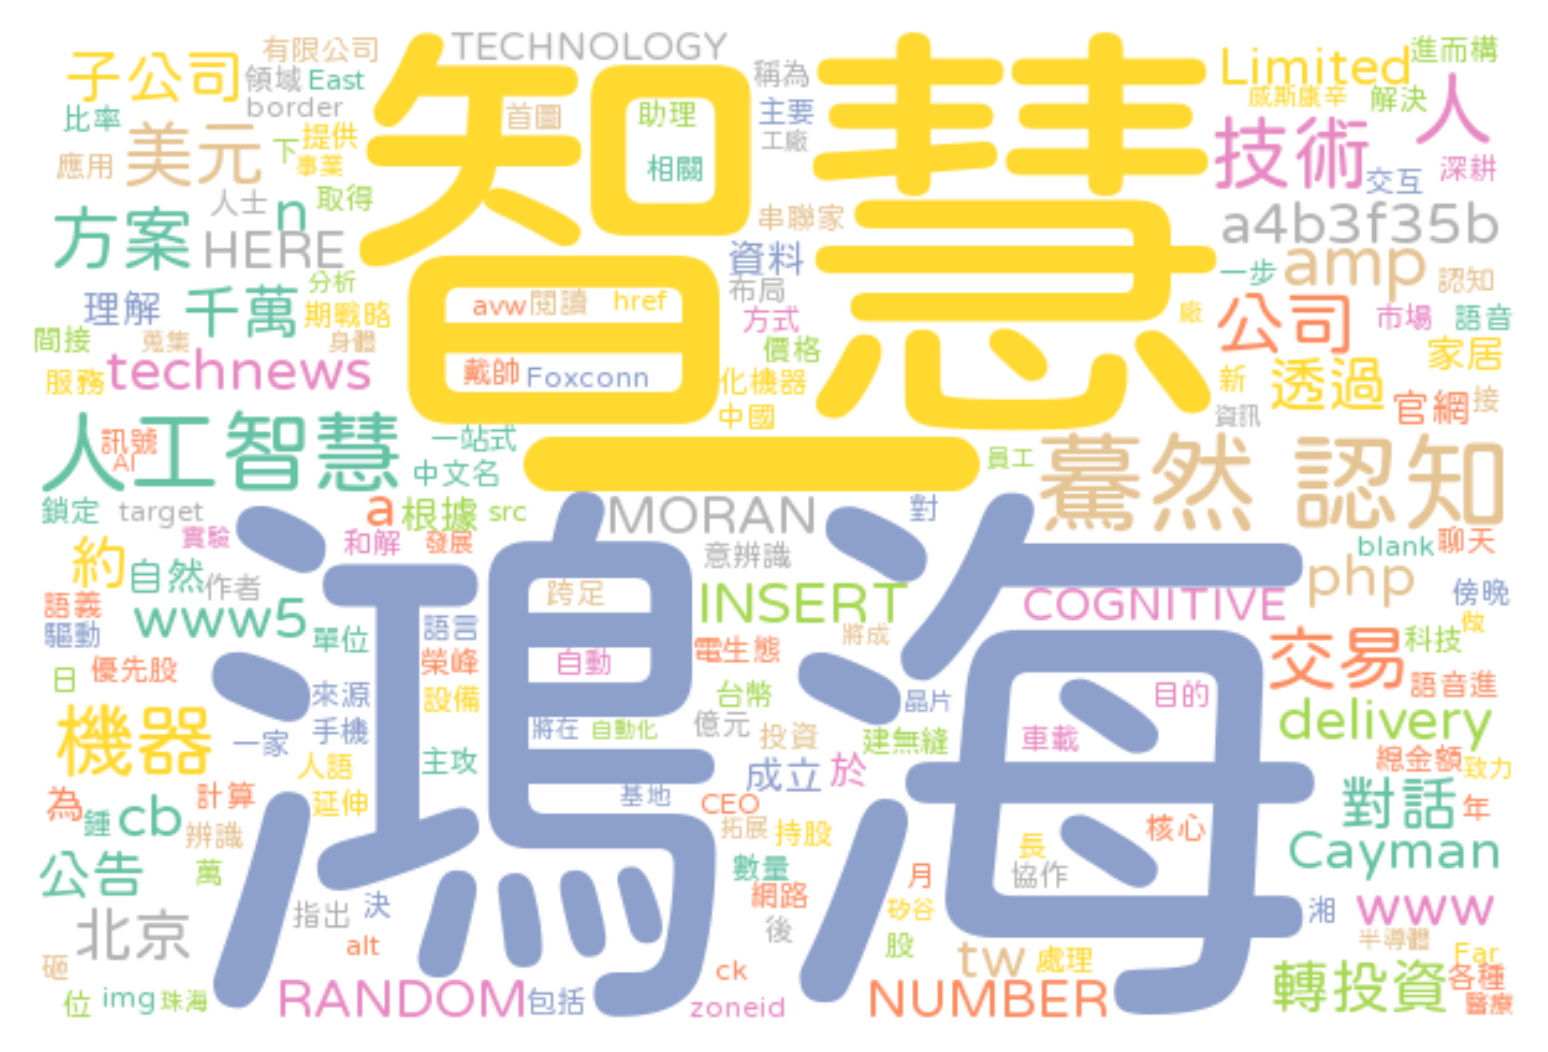 有限公司 TECHNOLOGY 稱為 Limited 進而構
子公司 領域 East 智慧 主要 威斯康辛 解決 人
比率 border 首圖 助理 工廠 技術
應用 美元 下 提供 事業 相關 交互 深耕
人士 n 取得 串聯家 a4b3f35b
方案 HERE 資料 一步 amp 認知
理解 千萬 分析 期戰略 avw 閱讀 href 布局 方式 廠 公司 市場 語音
間接 蒐集 身體 價格 家居
服務 technews 戴帥 Foxconn 化機器 新 透過 官網 接
中國 資訊
人工智慧 訊號 AI 一站式 中文名 一 員工 驀然 認知
鎖定 target a 根據 src MORAN 對
實驗 和解 發展 鴻海 意辨識 blank 聊天
約 自然 作者 跨足 INSERT COGNITIVE php 傍晚
語義 www5 單位 語言 將成 交易 科技 做
驅動 榮峰 自動 電生態
日 優先股 來源 設備 台幣 晶片 目的 語音進
機器 一家 手機 將在 自動化 億元 投資 建無縫 車載 delivery
人語 主攻 成立 於 總金額 致力
為 鍾 cb 計算 延伸 基地 CEO 對話 年
辨識 拓展 持股 長 核心 Cayman
公告 萬 數量 月 協作
北京 指出 決 網路 矽谷 湘 www
alt 後 股 半導體
砸 ck tw 處理 Far
位 img 珠海 RANDOM 包括 zoneid NUMBER 轉投資 各種
醫療